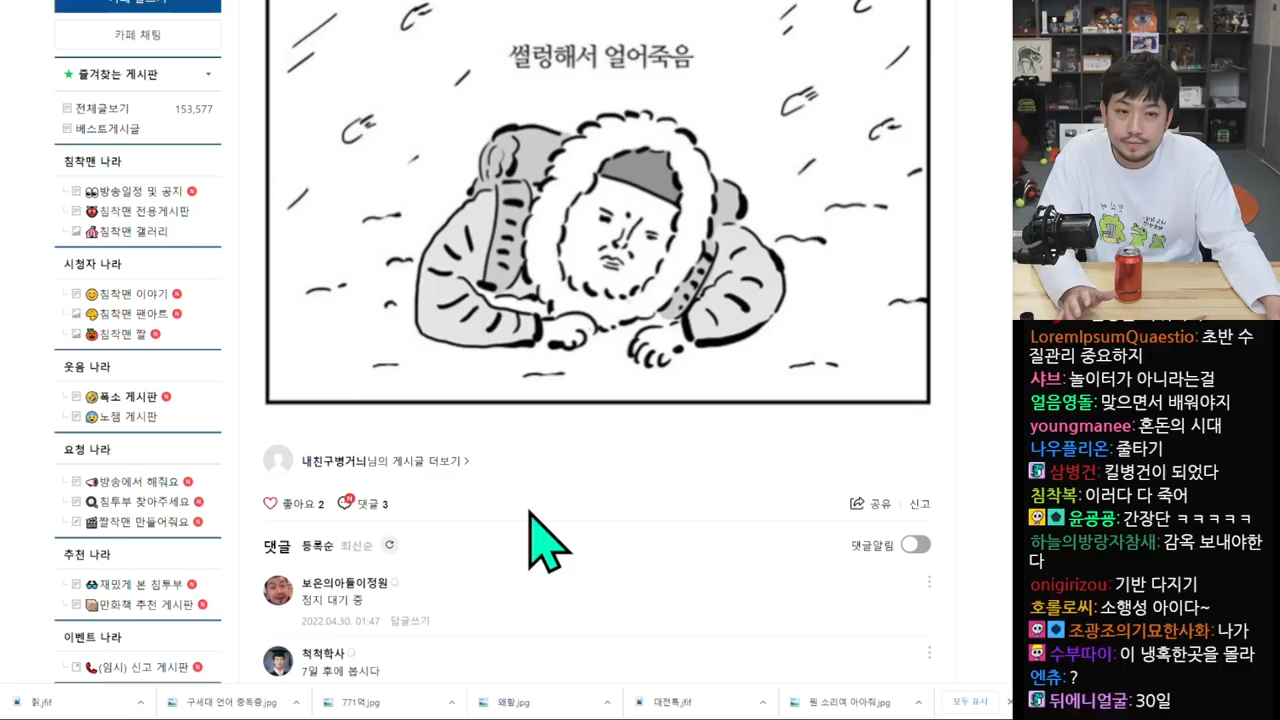 카페 채팅
★ 즐겨찾는 게시판
전체글보기 153,577
베스트게시글
침착맨 나라
방송일정 및 공지 N
침착맨 전용게시판
침착맨 갤러리
시청자 나라
침착맨 이야기 N
침착맨 팬아트 N
침착맨 짤 N
웃음 나라
폭소 게시판 N
노잼 게시판
요청 나라
방송에서 해줘요 N
침투부 찾아주세요 N
짤착맨 만들어줘요 N
추천 나라
재밌게 본 침투부 N
만화책 추천 게시판 N
이벤트 나라
(임시) 신고 게시판 N
썰렁해서 얼어죽음
내친구병거늬님의 게시글 더보기 >
좋아요 2 N 댓글 3
공유 신고
댓글 등록순 최신순
댓글알림
보은의아들이정원
정지 대기 중
2022.04.30. 01:47 답글쓰기
척척학사
7일 후에 봅시다
칡.jfif
구세대 언어 중독증.jpg
771억.jpg
왜함.jpg
대전톡.jfif
뭔 소리여 아아줘.jpg
모두 표시
LoremIpsumQuaestio: 초반 수
질관리 중요하지
샤브: 놀이터가 아니라는걸
얼음영돌: 맞으면서 배워야지
youngmanee: 혼돈의 시대
나우플리온: 줄타기
삼병건: 킬병건이 되었다
침착복: 이러다 다 죽어
윤공공: 간장단 ㅋㅋㅋㅋㅋ
하늘의방랑자참새: 감옥 보내야한
다
onigirizou: 기반 다지기
호롤로씨: 소행성 아이다~
조광조의기묘한사화: 나가
수부따이: 이 냉혹한곳을 몰라
엔츄: ?
뒤에니얼굴: 30일